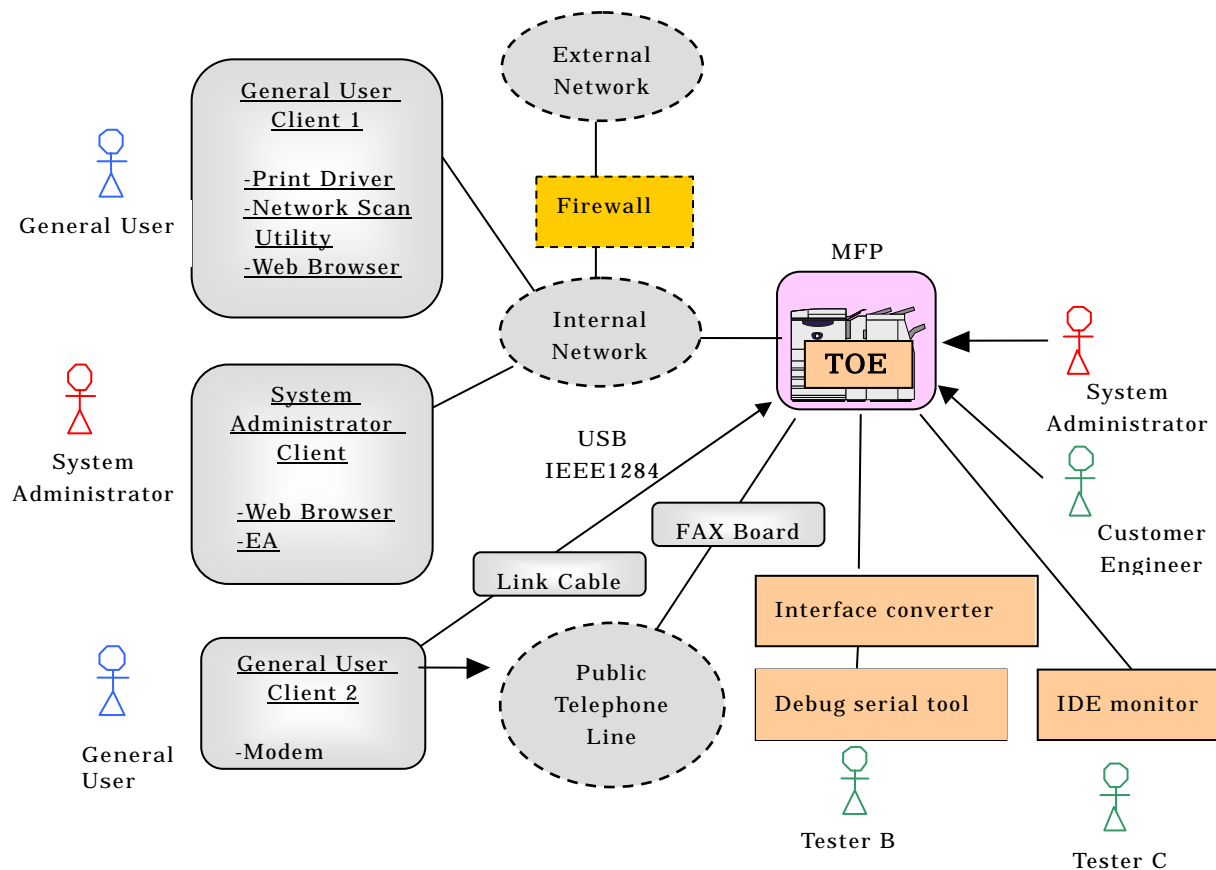 External
Network
General User
Client 1
-Print Driver
-Network Scan
Utility
-Web Browser
General User
Firewall
MFP
TOE
Internal
Network
System
Administrator
System
Administrator
Client
-Web Browser
-EA
System
Administrator
USB
IEEE1284
Customer
Engineer
FAX Board
Link Cable
Interface converter
General User
Client 2
-Modem
General
User
Public
Telephone
Line
Debug serial tool
IDE monitor
Tester B
Tester C